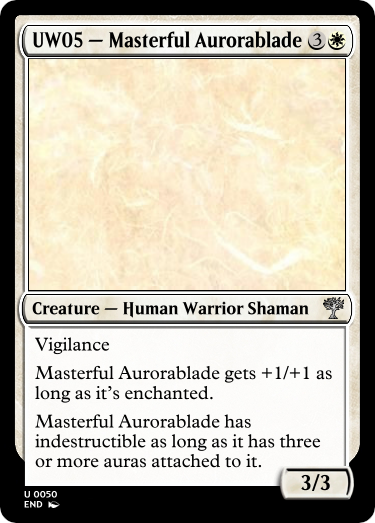 UW05 — Masterful Aurorablade 3
Creature — Human Warrior Shaman
Vigilance
Masterful Aurorablade gets +1/+1 as
long as it's enchanted.
Masterful Aurorablade has
indestructible as long as it has three
or more auras attached to it.
3/3
U 0050
END